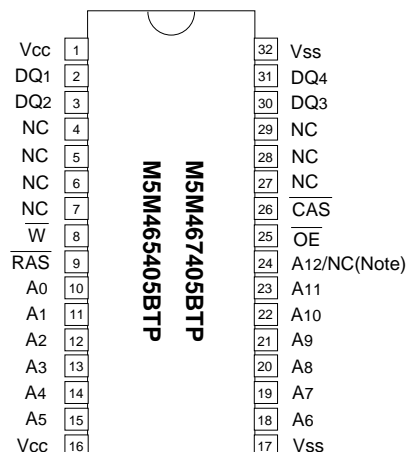 Vcc 1 32 Vss
DQ1 2 31 DQ4
DQ2 3 30 DQ3
NC 4 29 NC
NC 5 28 NC
NC 6 27 NC
NC 7 26 CAS
W 8 25 OE
RAS 9 24 A12/NC(Note)
A0 10 23 A11
A1 11 22 A10
A2 12 21 A9
A3 13 20 A8
A4 14 19 A7
A5 15 18 A6
Vcc 16 17 Vss
M5M467405BTP
M5M465405BTP